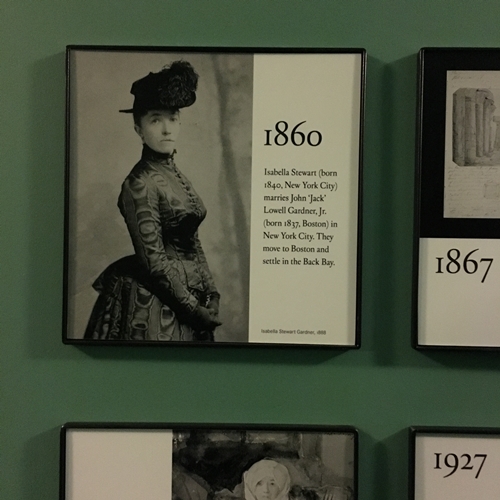 1860
Isabella Stewart (born
1840, New York City)
marries John 'Jack'
Lowell Gardner, Jr.
(born 1837, Boston) in
New York City. They
move to Boston and
settle in the Back Bay.
Isabella Stewart Gardner, 1888
1867
1927